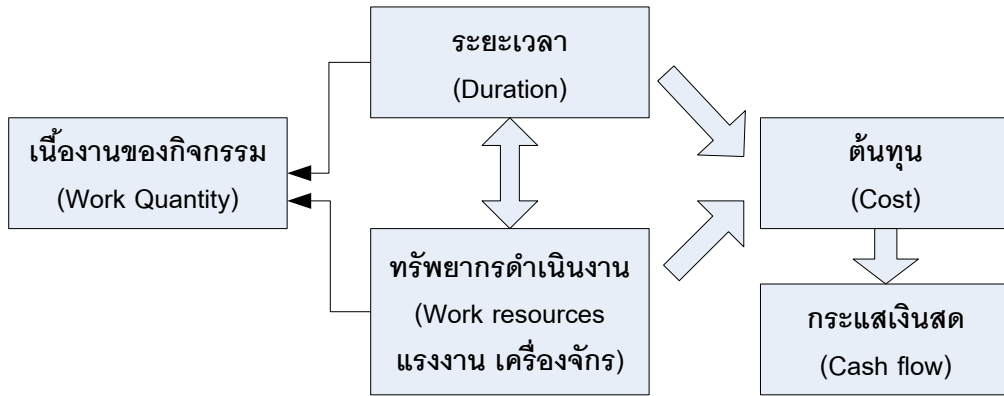 ระยะเวลา
(Duration)
เนื้องานของกิจกรรม
(Work Quantity)
ต้นทุน
(Cost)
ทรัพยากรดำเนินงาน
(Work resources
แรงงาน เครื่องจักร)
กระแสเงินสด
(Cash flow)